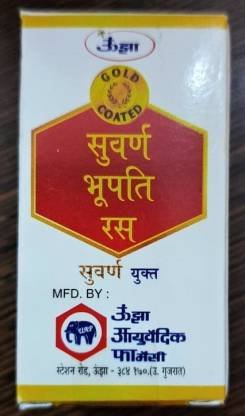 ऊंझा
GOLD
COATED
सुवर्ण
भूपति
रस
सुवर्ण युक्त
MFD. BY :
ऊंझा
आयुर्वेदिक
फार्मसी
स्टेशन रोड, ऊंझा - ३८४ १७०.(उ. गुजरात)